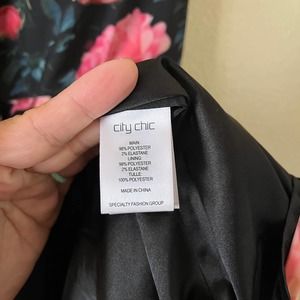 city chic
MAIN:
98% POLYESTER
2% ELASTANE
LINING:
98% POLYESTER
2% ELASTANE
TULLE:
100% POLYESTER
MADE IN CHINA
SPECIALTY FASHION GROUP